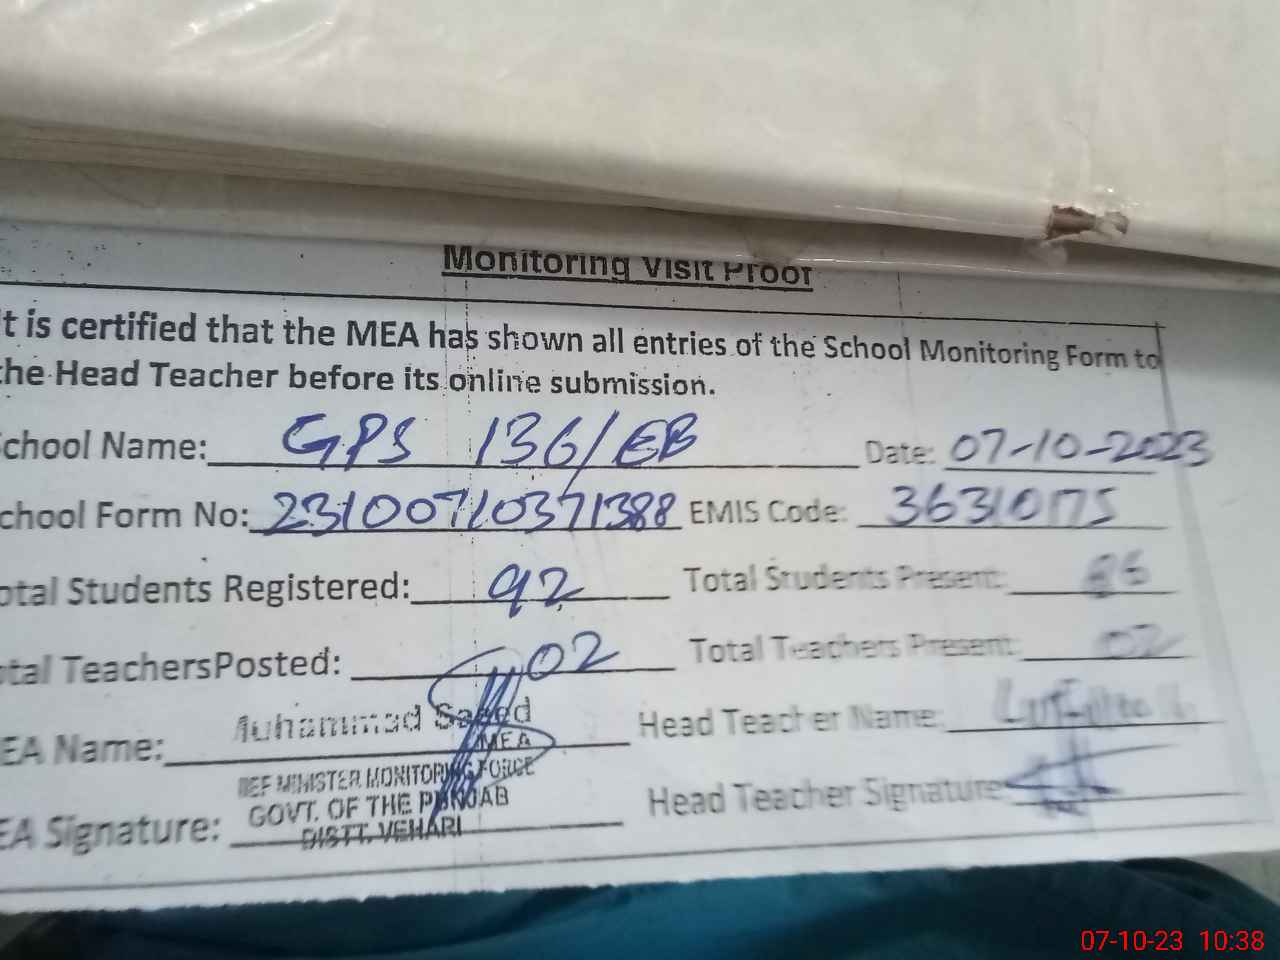 Monitoring Visit Proof
t is certified that the MEA has shown all entries of the School Monitoring Form to
the Head Teacher before its online submission.
chool Name: GPS 136/EB Date: 07-10-2023
chool Form No: 23100710371388 EMIS Code: 36310175
otal Students Registered: 92 Total Students Present: 86
otal TeachersPosted: 02 Total Teachers Present: 02
EA Name: Muhammad Saeed Head Teacher Name:
MEA
IEF MINISTER MONITORING FORCE
GOVT. OF THE PUNJAB
EA Signature: DISTT. VEHARI Head Teacher Signature:
07-10-23 10:38